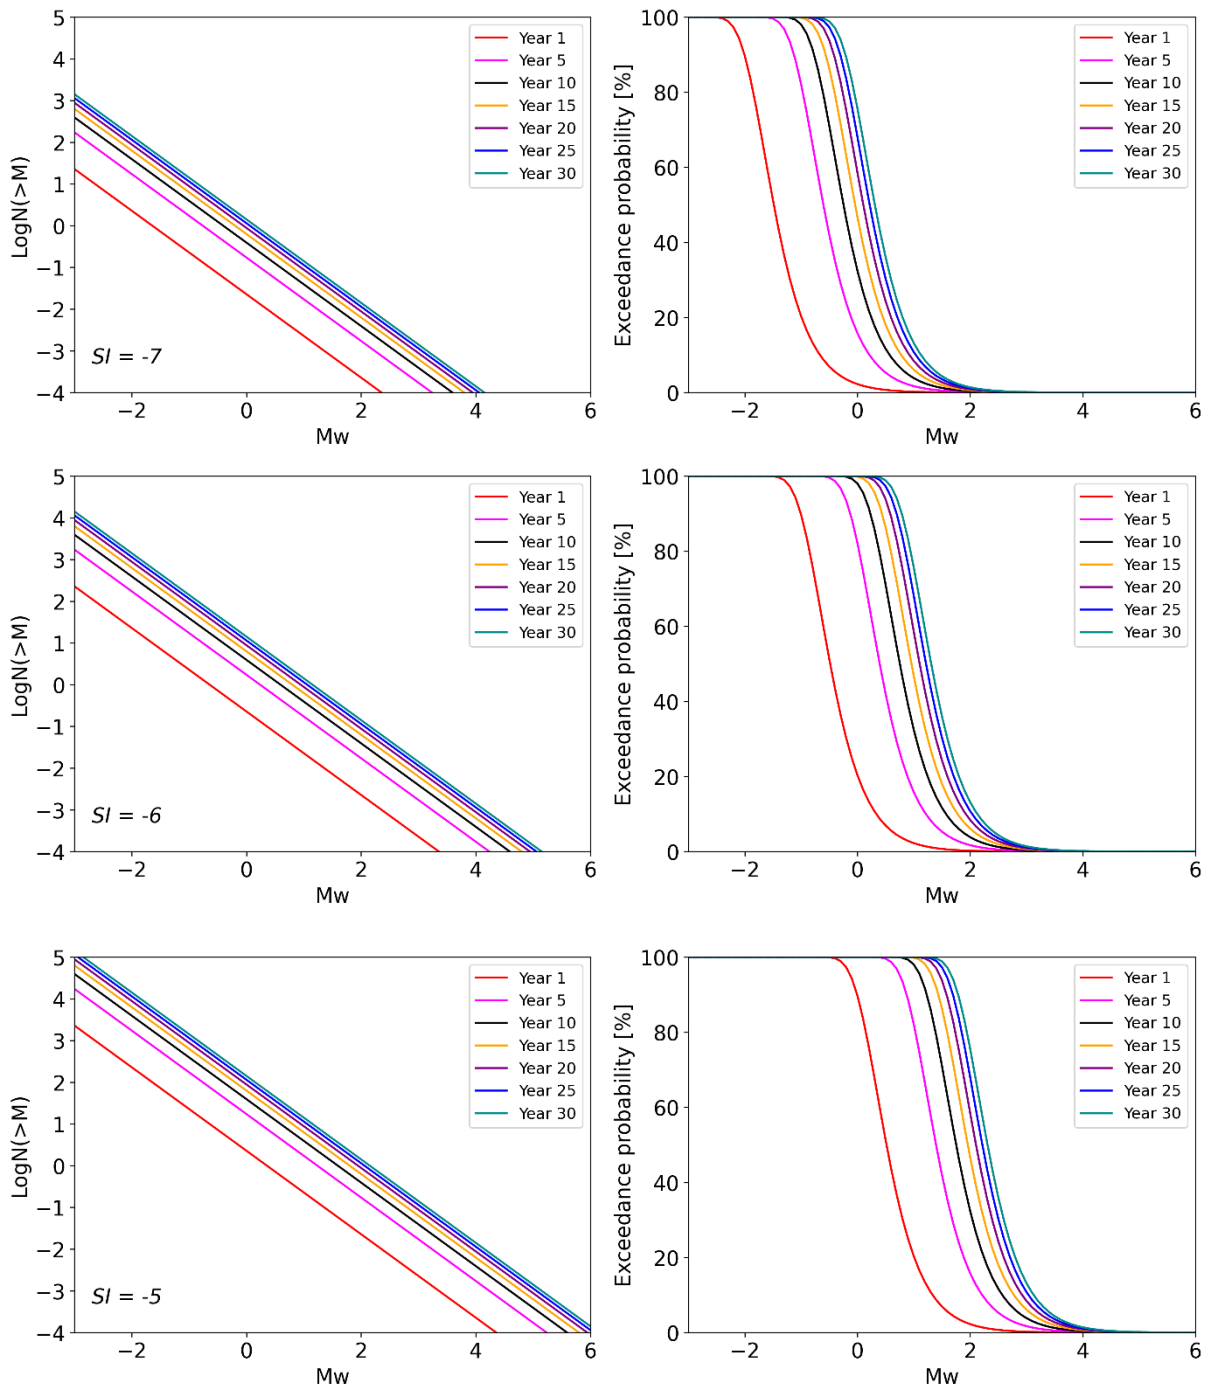 LogN(>M)
5
4
3
2
1
0
−1
−2
−3
−4
Year 1
Year 5
Year 10
Year 15
Year 20
Year 25
Year 30
SI = -7
−2 0 2 4 6
Mw
Exceedance probability [%]
100
80
60
40
20
0
Year 1
Year 5
Year 10
Year 15
Year 20
Year 25
Year 30
−2 0 2 4 6
Mw
LogN(>M)
5
4
3
2
1
0
−1
−2
−3
−4
Year 1
Year 5
Year 10
Year 15
Year 20
Year 25
Year 30
SI = -6
−2 0 2 4 6
Mw
Exceedance probability [%]
100
80
60
40
20
0
Year 1
Year 5
Year 10
Year 15
Year 20
Year 25
Year 30
−2 0 2 4 6
Mw
LogN(>M)
5
4
3
2
1
0
−1
−2
−3
−4
Year 1
Year 5
Year 10
Year 15
Year 20
Year 25
Year 30
SI = -5
−2 0 2 4 6
Mw
Exceedance probability [%]
100
80
60
40
20
0
Year 1
Year 5
Year 10
Year 15
Year 20
Year 25
Year 30
−2 0 2 4 6
Mw